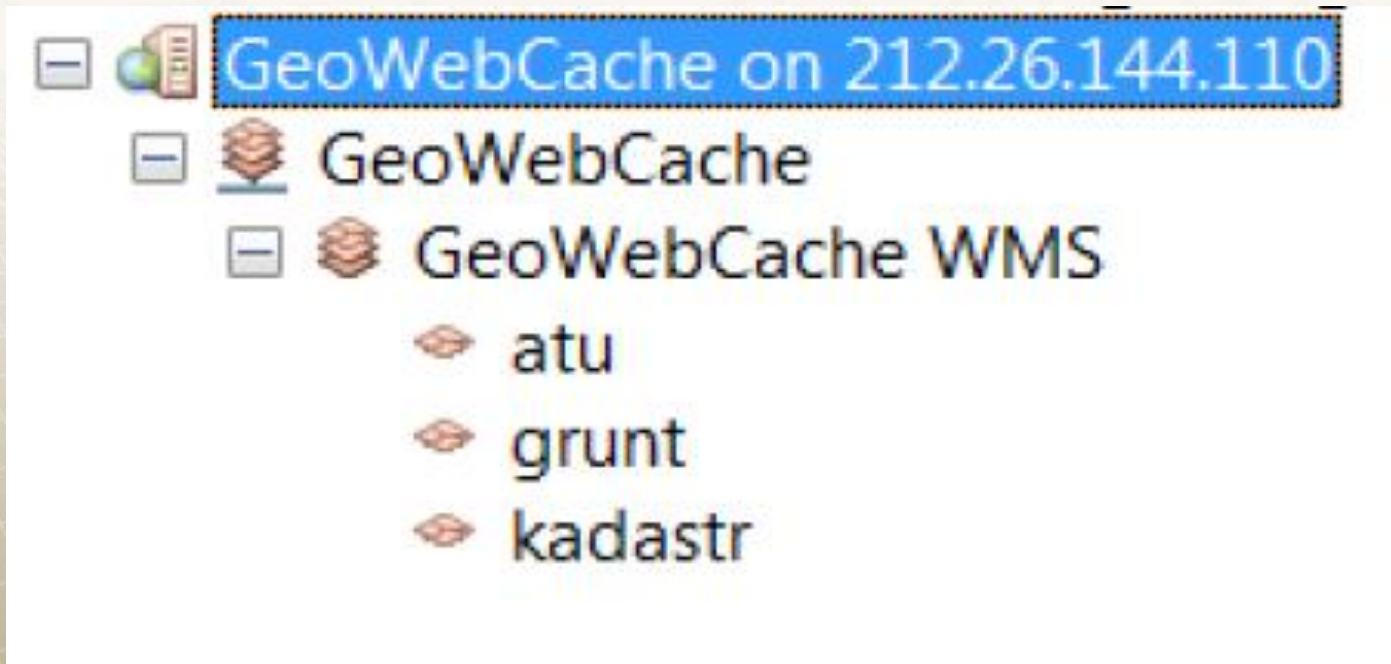 GeoWebCache on 212.26.144.110
GeoWebCache
GeoWebCache WMS
atu
grunt
kadastr